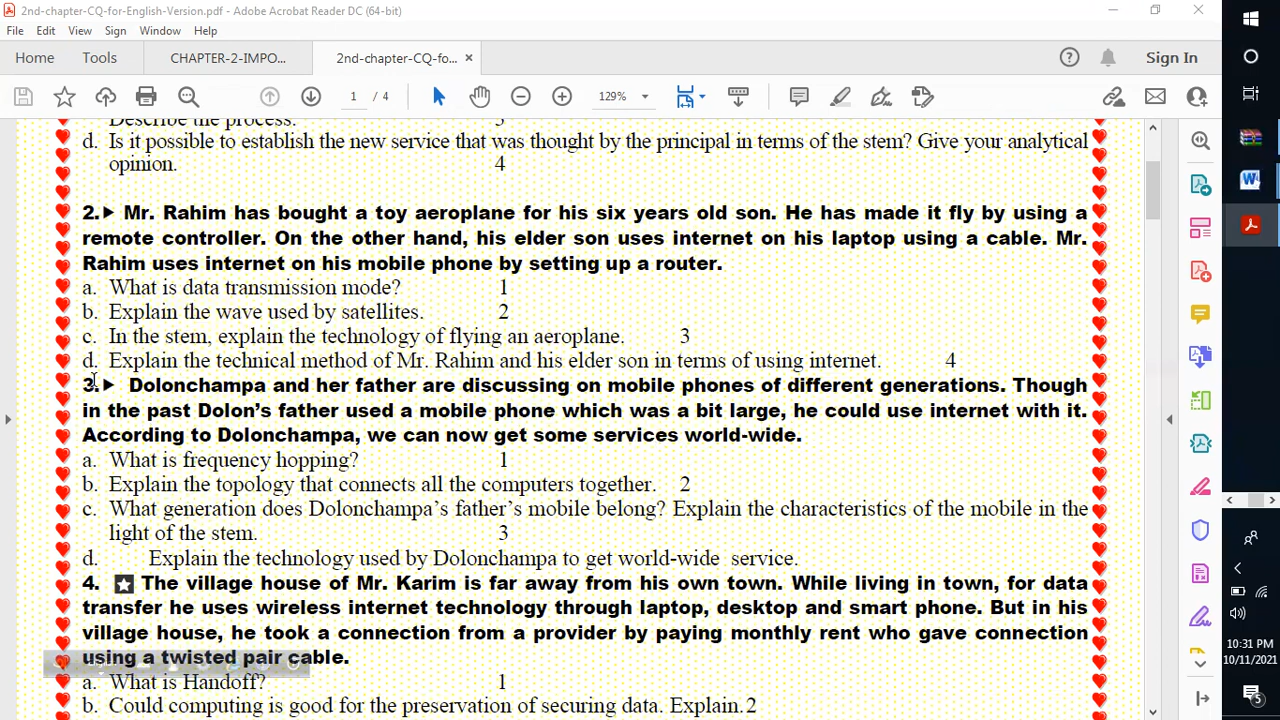 2nd-chapter-CQ-for-English-Version.pdf - Adobe Acrobat Reader DC (64-bit)
File Edit View Sign Window Help
Home Tools CHAPTER-2-IMPO... 2nd-chapter-CQ-fo... × Sign In
1 / 4 129%
Describe the process. 3
d. Is it possible to establish the new service that was thought by the principal in terms of the stem? Give your analytical
opinion. 4
2. Mr. Rahim has bought a toy aeroplane for his six years old son. He has made it fly by using a
remote controller. On the other hand, his elder son uses internet on his laptop using a cable. Mr.
Rahim uses internet on his mobile phone by setting up a router.
a. What is data transmission mode? 1
b. Explain the wave used by satellites. 2
c. In the stem, explain the technology of flying an aeroplane. 3
d. Explain the technical method of Mr. Rahim and his elder son in terms of using internet. 4
3. Dolonchampa and her father are discussing on mobile phones of different generations. Though
in the past Dolon’s father used a mobile phone which was a bit large, he could use internet with it.
According to Dolonchampa, we can now get some services world-wide.
a. What is frequency hopping? 1
b. Explain the topology that connects all the computers together. 2
c. What generation does Dolonchampa’s father’s mobile belong? Explain the characteristics of the mobile in the
light of the stem. 3
d. Explain the technology used by Dolonchampa to get world-wide service.
4. The village house of Mr. Karim is far away from his own town. While living in town, for data
transfer he uses wireless internet technology through laptop, desktop and smart phone. But in his
village house, he took a connection from a provider by paying monthly rent who gave connection
using a twisted pair cable.
a. What is Handoff? 1
b. Could computing is good for the preservation of securing data. Explain.2
10:31 PM
10/11/2021
5